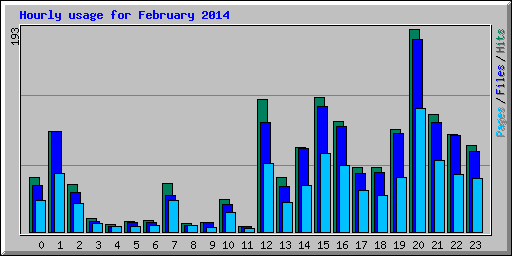 Hourly usage for February 2014
193
Pages / Files / Hits
0 1 2 3 4 5 6 7 8 9 10 11 12 13 14 15 16 17 18 19 20 21 22 23